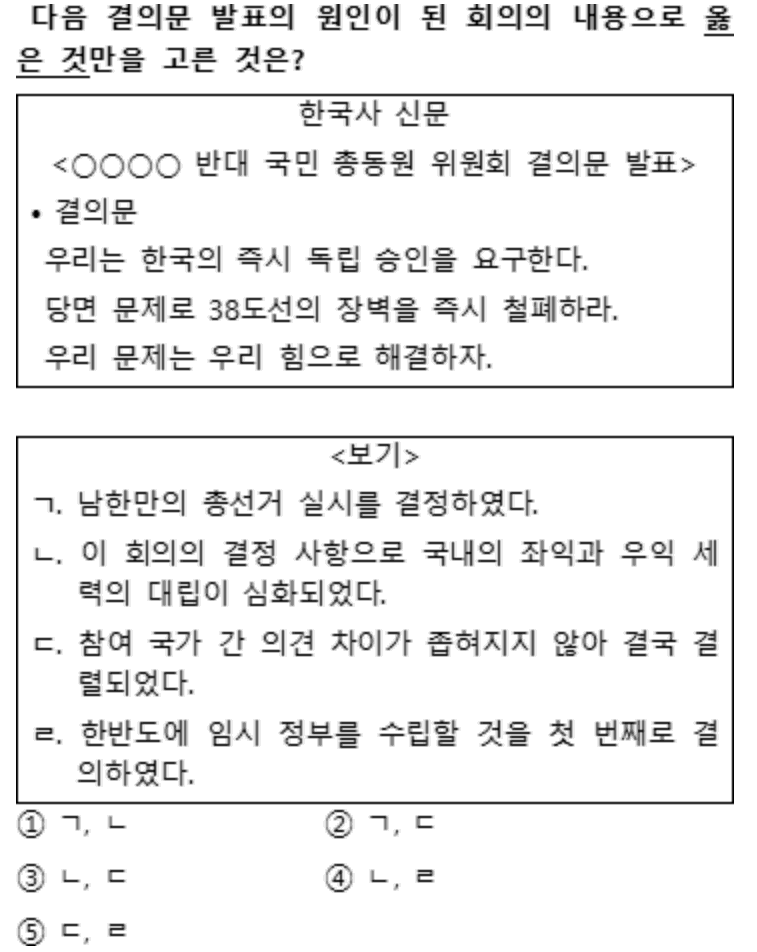 다음 결의문 발표의 원인이 된 회의의 내용으로 옳
은 것만을 고른 것은?
한국사 신문
<○○○○ 반대 국민 총동원 위원회 결의문 발표>
• 결의문
우리는 한국의 즉시 독립 승인을 요구한다.
당면 문제로 38도선의 장벽을 즉시 철폐하라.
우리 문제는 우리 힘으로 해결하자.
<보기>
ㄱ. 남한만의 총선거 실시를 결정하였다.
ㄴ. 이 회의의 결정 사항으로 국내의 좌익과 우익 세
력의 대립이 심화되었다.
ㄷ. 참여 국가 간 의견 차이가 좁혀지지 않아 결국 결
렬되었다.
ㄹ. 한반도에 임시 정부를 수립할 것을 첫 번째로 결
의하였다.
① ㄱ, ㄴ ② ㄱ, ㄷ
③ ㄴ, ㄷ ④ ㄴ, ㄹ
⑤ ㄷ, ㄹ